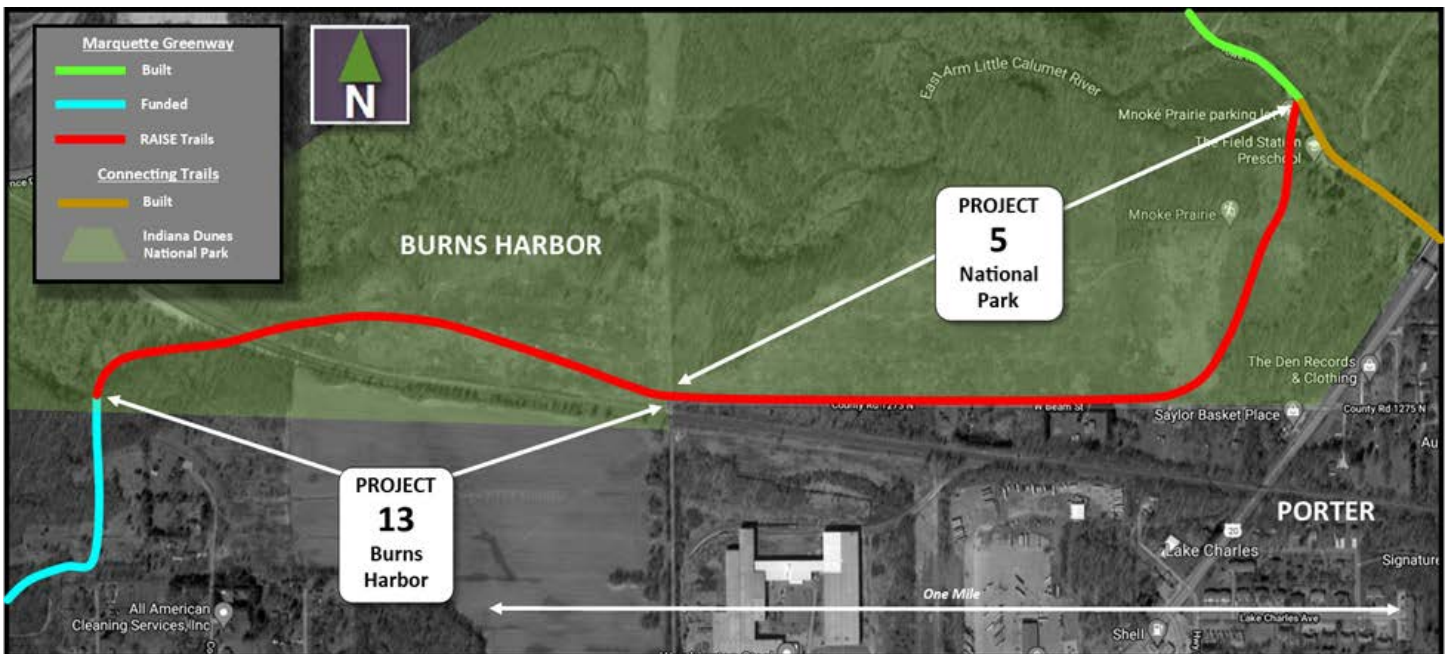 Marquette Greenway
Built
Funded
RAISE Trails
Connecting Trails
Built
Indiana Dunes
National Park
N
East Arm Little Calumet River
Mnoké Prairie parking lot
The Field Station
Preschool
Mnoke Prairie
BURNS HARBOR
PROJECT
5
National
Park
The Den Records
& Clothing
Saylor Basket Place
County Rd 1275 N
County Rd 1275 N
W Beam St
PROJECT
13
Burns
Harbor
PORTER
20
Lake Charles
Signature
All American
Cleaning Services, Inc
One Mile
Lake Charles Ave
Shell
Hwy